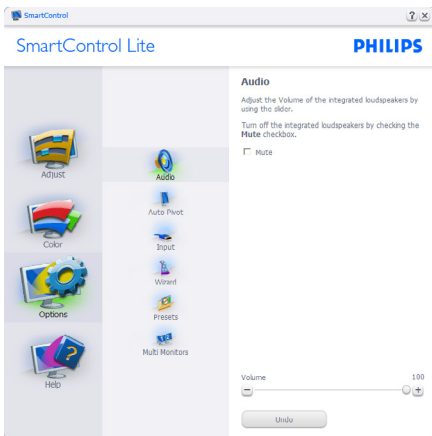 SmartControl
SmartControl Lite
PHILIPS
Adjust
Color
Options
Help
Audio
Auto Pivot
Input
Wizard
Presets
Multi Monitors
Audio
Adjust the Volume of the integrated loudspeakers by
using the slider.
Turn off the integrated loudspeakers by checking the
Mute checkbox.
Mute
Volume 100
Undo